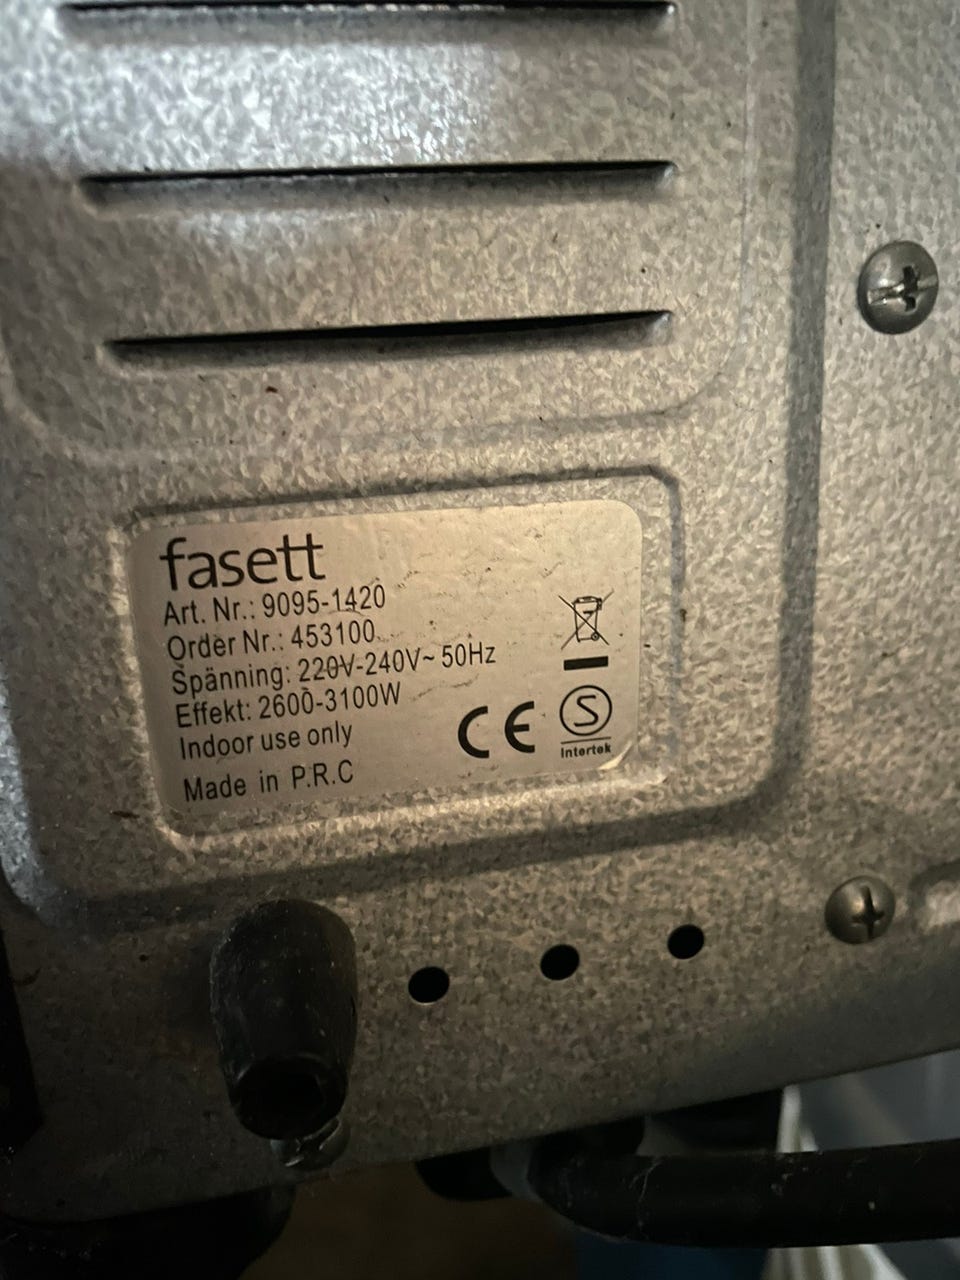 fasett
Art. Nr.: 9095-1420
Order Nr.: 453100
Spänning: 220V-240V~ 50Hz
Effekt: 2600-3100W
Indoor use only
Made in P.R.C
CE
S
Intertek